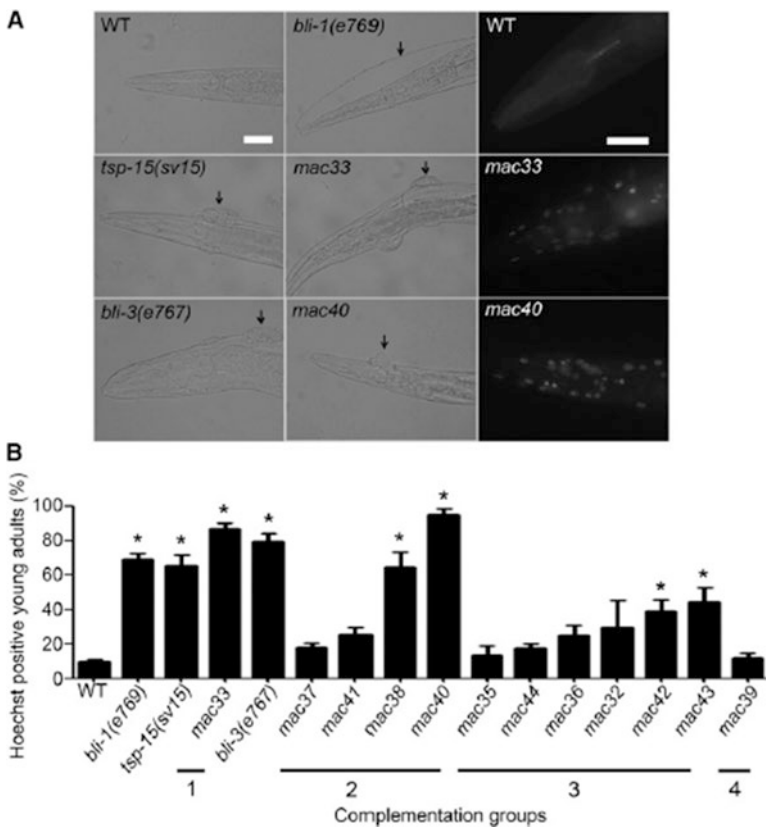 A
WT
bli-1(e769)
WT
tsp-15(sv15)
mac33
mac33
bli-3(e767)
mac40
mac40
B
Hoechst positive young adults (%)
100
80
60
40
20
0
* * * * * * * *
WT
bli-1(e769)
tsp-15(sv15)
mac33
bli-3(e767)
mac37
mac41
mac38
mac40
mac35
mac44
mac36
mac32
mac42
mac43
mac39
1 2 3 4
Complementation groups